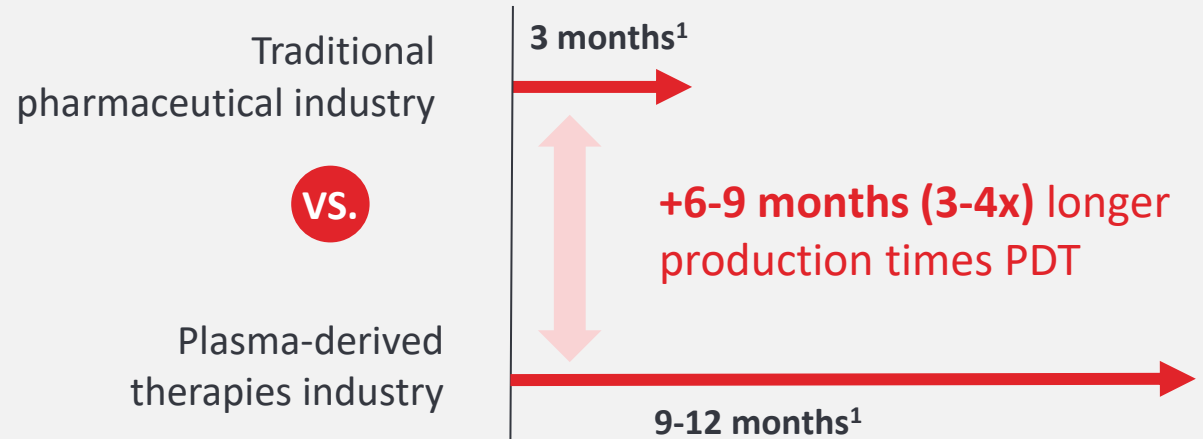 3 months¹
Traditional
pharmaceutical industry
VS.
+6-9 months (3-4x) longer
production times PDT
Plasma-derived
therapies industry
9-12 months¹